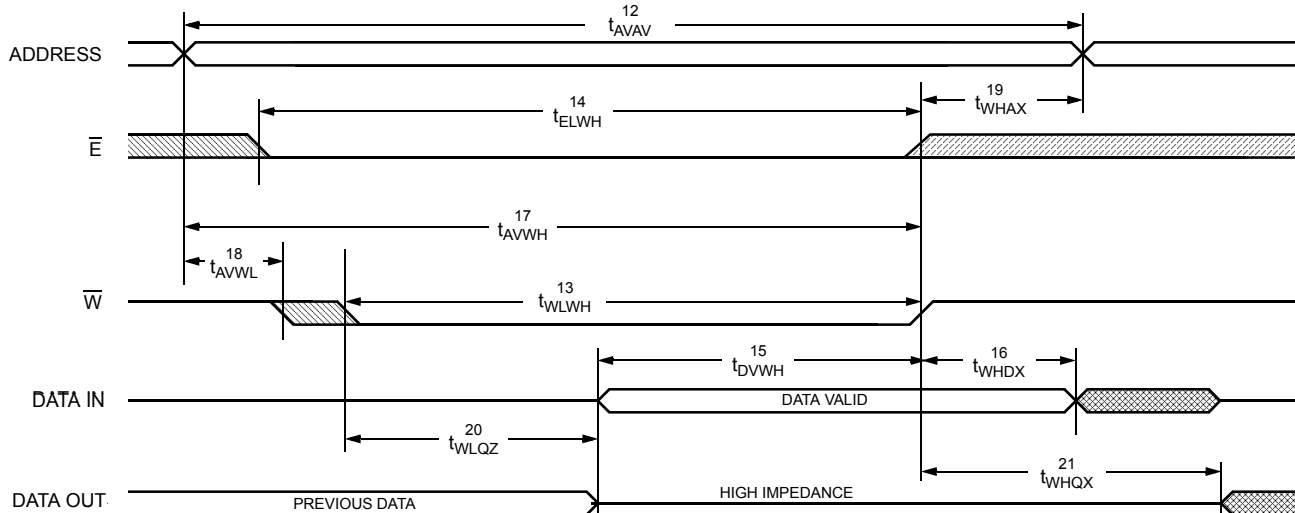 12
tAVAV
ADDRESS
19
tWHAX
14
tELWH
E
17
tAVWH
18
tAVWL
13
tWLWH
W
15
tDVWH
16
tWHDX
DATA IN
DATA VALID
20
tWLQZ
21
tWHQX
DATA OUT
PREVIOUS DATA
HIGH IMPEDANCE